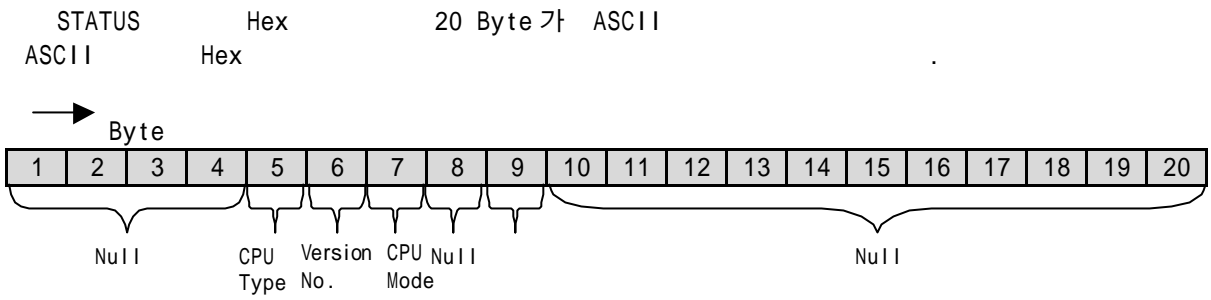 STATUS Hex 20 Byte가 ASCII
ASCII Hex .
Byte
1 2 3 4 5 6 7 8 9 10 11 12 13 14 15 16 17 18 19 20
Null CPU Version CPU Null Null
Type No. Mode